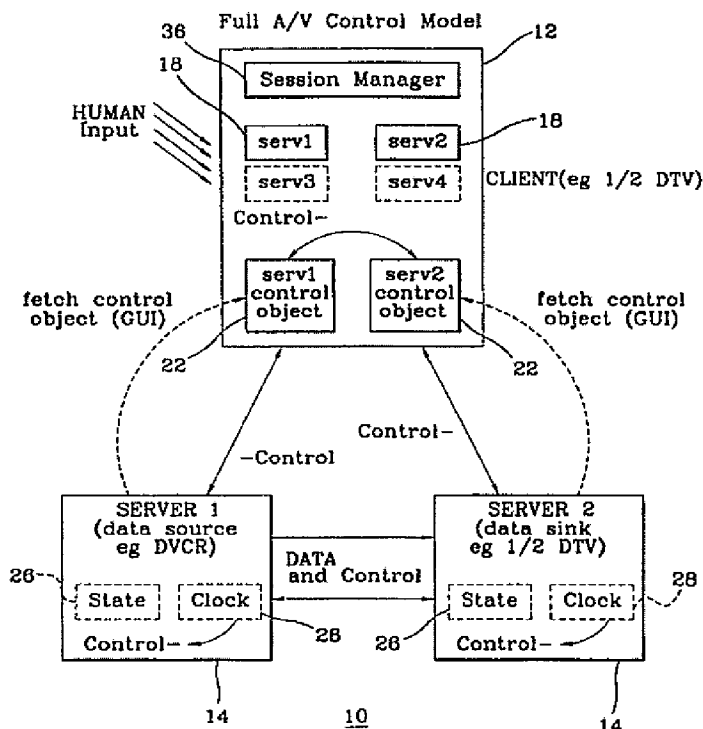 Full A/V Control Model
36
12
Session Manager
18
HUMAN
Input
serv1
serv2
18
serv3
serv4
CLIENT(eg 1/2 DTV)
Control-
serv1
control
object
serv2
control
object
fetch control
object (GUI)
fetch control
object (GUI)
22
22
Control-
-Control
SERVER 1
(data source
eg DVCR)
SERVER 2
(data sink
eg 1/2 DTV)
DATA
and Control
26
State
Clock
28
State
Clock
28
Control-
26
Control-
14
10
14